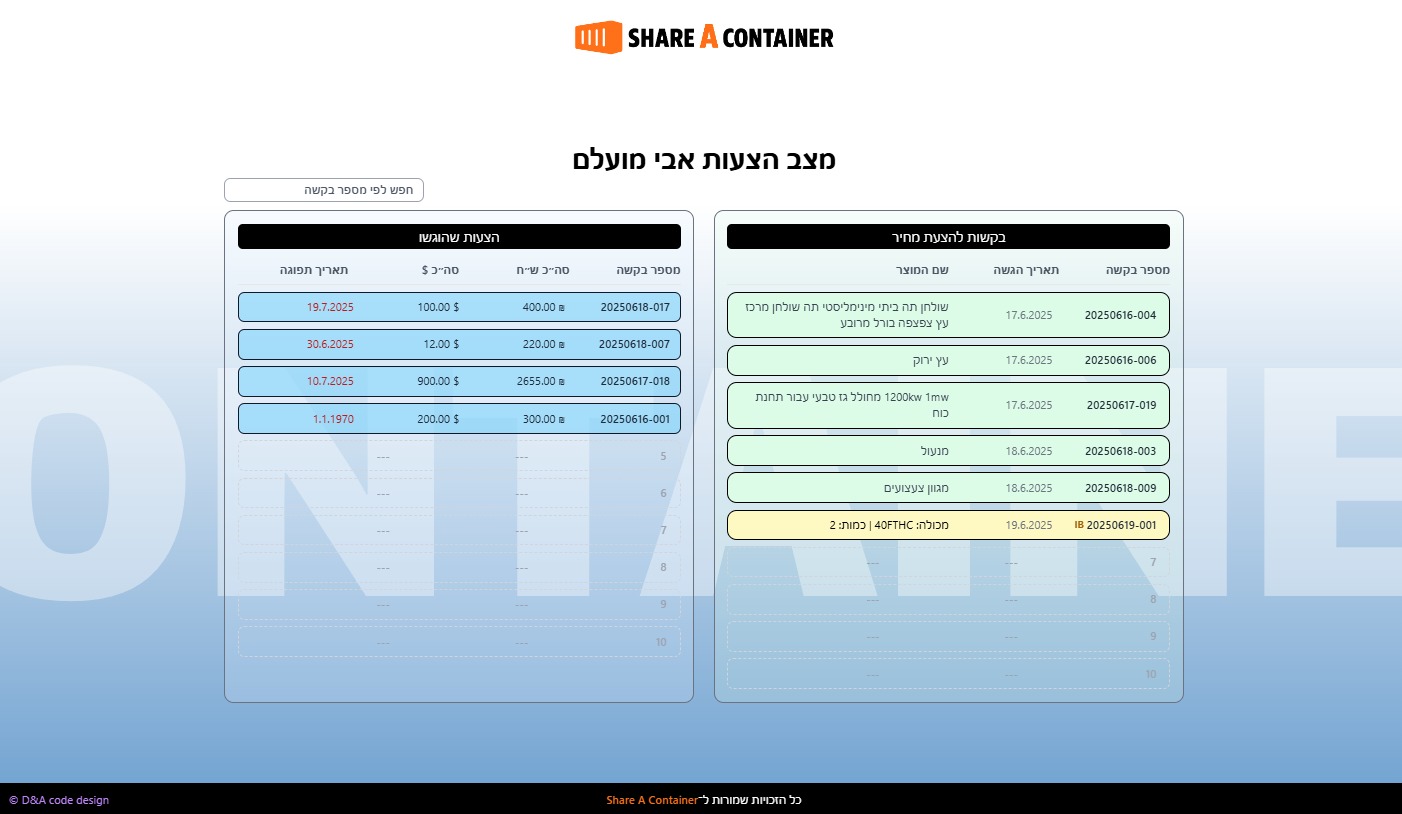 SHARE A CONTAINER
מצב הצעות אבי מועלם
חפש לפי מספר בקשה
בקשות להצעת מחיר
מספר בקשה תאריך הגשה שם המוצר
20250616-004 17.6.2025 שולחן תה ביתי מינימליסטי תה שולחן מרכז
עץ צפצפה בורל מרובע
20250616-006 17.6.2025 עץ ירוק
20250617-019 17.6.2025 1200kw 1mw מחולל גז טבעי עבור תחנת
כוח
20250618-003 18.6.2025 מנעול
20250618-009 18.6.2025 מגוון צעצועים
20250619-001 IB 19.6.2025 מכולה: 40FTHC | כמות: 2
7 --- ---
8 --- ---
9 --- ---
10 --- ---
הצעות שהוגשו
מספר בקשה סה״כ ש״ח סה״כ $ תאריך תפוגה
20250618-017 400.00 ₪ 100.00 $ 19.7.2025
20250618-007 220.00 ₪ 12.00 $ 30.6.2025
20250617-018 2655.00 ₪ 900.00 $ 10.7.2025
20250616-001 300.00 ₪ 200.00 $ 1.1.1970
5 --- ---
6 --- ---
7 --- ---
8 --- ---
9 --- ---
10 --- ---
ONTAINE
כל הזכויות שמורות ל־Share A Container
© D&A code design